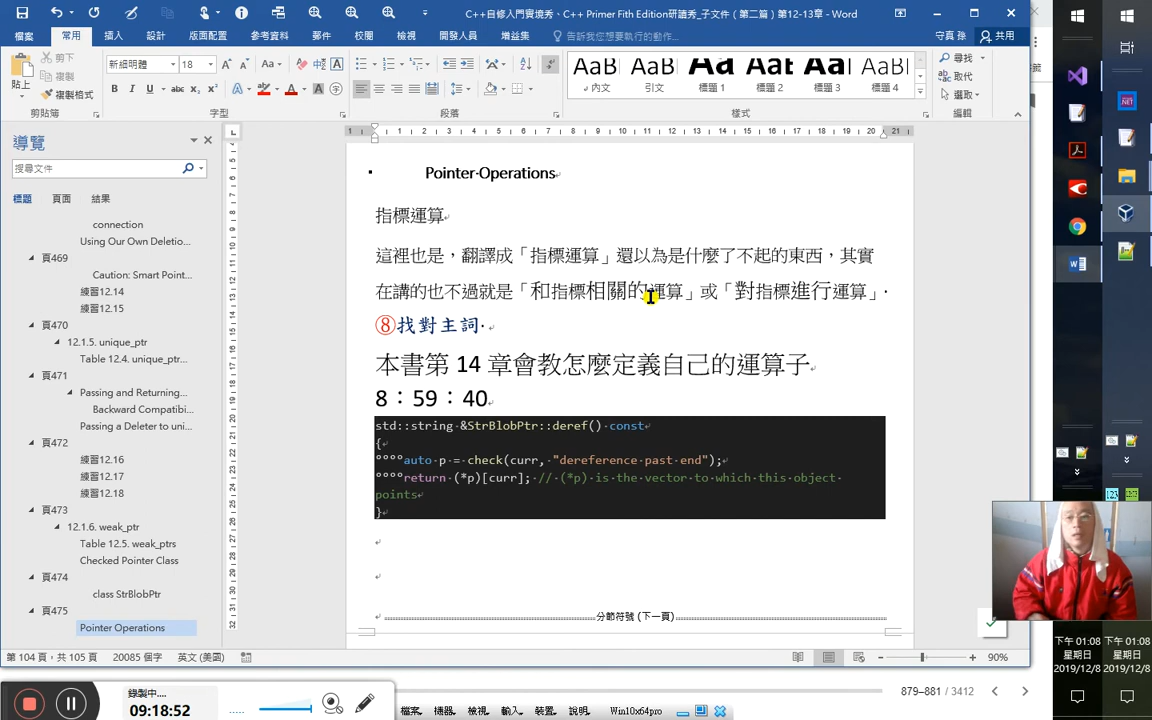 C++自修入門實境秀、C++ Primer Fith Edition研讀秀_子文件（第二篇）第12-13章 - Word
檔案 常用 插入 設計 版面配置 參考資料 郵件 校閱 檢視 開發人員 增益集 告訴我您想要執行的動作... 守真 孫 共用
剪下
複製
複製格式
貼上
新細明體 18
剪貼簿 字型 段落 樣式 編輯
AaB AaB AaB AaB AaB AaBl
內文 內文 標題 1 標題 2 標題 3 標題 4
尋找
取代
選取
導覽
搜尋文件
標題 頁面 結果
connection
Using Our Own Deletio...
頁469
Caution: Smart Point...
練習12.14
練習12.15
頁470
12.1.5. unique_ptr
Table 12.4. unique_ptr...
頁471
Passing and Returning...
Backward Compatibi...
Passing a Deleter to uni...
頁472
練習12.16
練習12.17
練習12.18
頁473
12.1.6. weak_ptr
Table 12.5. weak_ptrs
Checked Pointer Class
頁474
class StrBlobPtr
頁475
Pointer Operations
Pointer Operations
指標運算
這裡也是，翻譯成「指標運算」還以為是什麼了不起的東西，其實
在講的也不過就是「和指標相關的運算」或「對指標進行運算」.
⑧找對主詞
本書第 14 章會教怎麼定義自己的運算子
8：59：40
std::string &StrBlobPtr::deref() const
{
auto p = check(curr, "dereference past end");
return (*p)[curr]; // (*p) is the vector to which this object
points
}
分節符號 (下一頁)
第 104 頁，共 105 頁 20085 個字 英文 (美國) 90%
錄製中....
09:18:52
879–881 / 3412
檔案 機器 檢視 輸入 裝置 說明 Win10x64pro
下午 01:08 下午 01:08
星期日 星期日
2019/12/8 2019/12/8